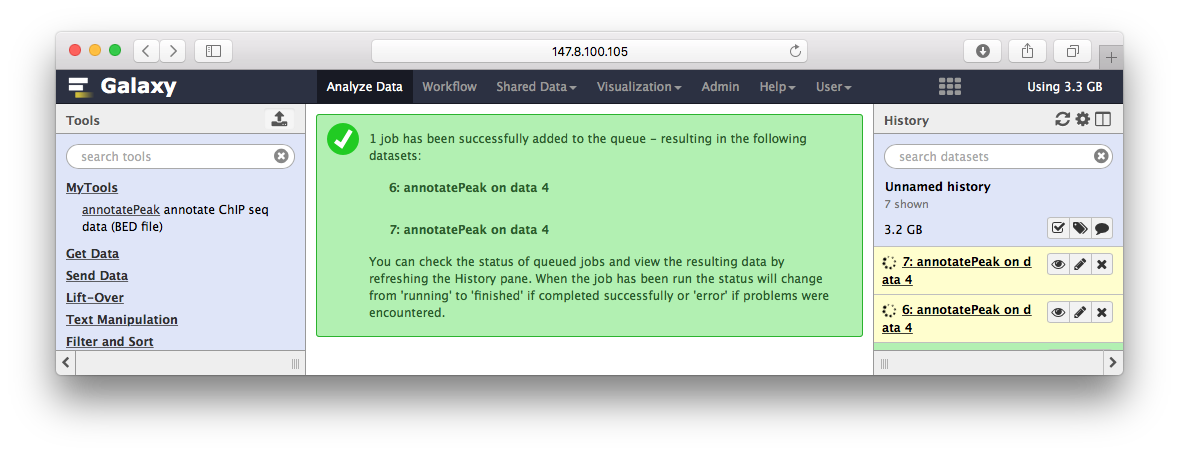 147.8.100.105
Galaxy
Analyze Data
Workflow
Shared Data
Visualization
Admin
Help
User
Using 3.3 GB
Tools
search tools
MyTools
annotatePeak annotate ChIP seq
data (BED file)
Get Data
Send Data
Lift-Over
Text Manipulation
Filter and Sort
1 job has been successfully added to the queue - resulting in the following
datasets:
6: annotatePeak on data 4
7: annotatePeak on data 4
You can check the status of queued jobs and view the resulting data by
refreshing the History pane. When the job has been run the status will change
from 'running' to 'finished' if completed successfully or 'error' if problems were
encountered.
History
search datasets
Unnamed history
7 shown
3.2 GB
7: annotatePeak on d
ata 4
6: annotatePeak on d
ata 4